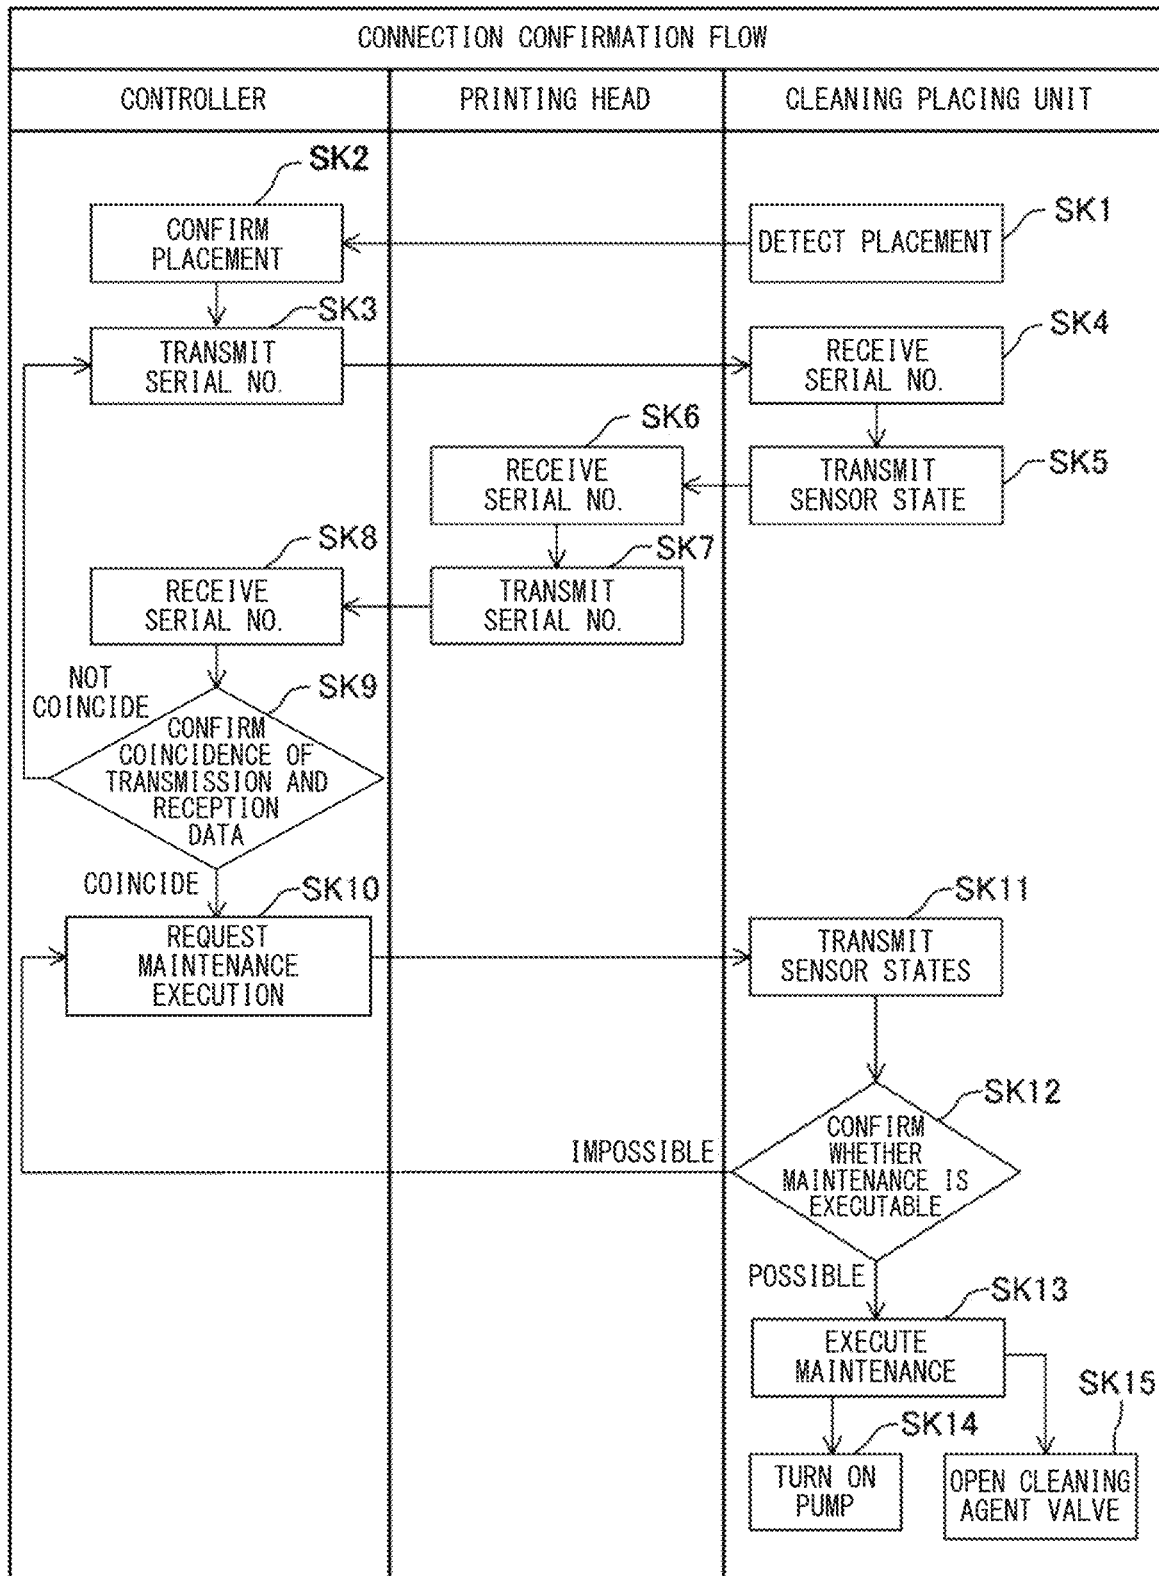 CONNECTION CONFIRMATION FLOW
CONTROLLER
PRINTING HEAD
CLEANING PLACING UNIT
SK2
CONFIRM
PLACEMENT
SK1
DETECT PLACEMENT
SK3
TRANSMIT
SERIAL NO.
SK4
RECEIVE
SERIAL NO.
SK6
RECEIVE
SERIAL NO.
SK5
TRANSMIT
SENSOR STATE
SK8
RECEIVE
SERIAL NO.
SK7
TRANSMIT
SERIAL NO.
NOT
COINCIDE
SK9
CONFIRM
COINCIDENCE OF
TRANSMISSION AND
RECEPTION
DATA
COINCIDE
SK10
REQUEST
MAINTENANCE
EXECUTION
SK11
TRANSMIT
SENSOR STATES
SK12
CONFIRM
WHETHER
MAINTENANCE IS
EXECUTABLE
IMPOSSIBLE
POSSIBLE
SK13
EXECUTE
MAINTENANCE
SK14
TURN ON
PUMP
SK15
OPEN CLEANING
AGENT VALVE